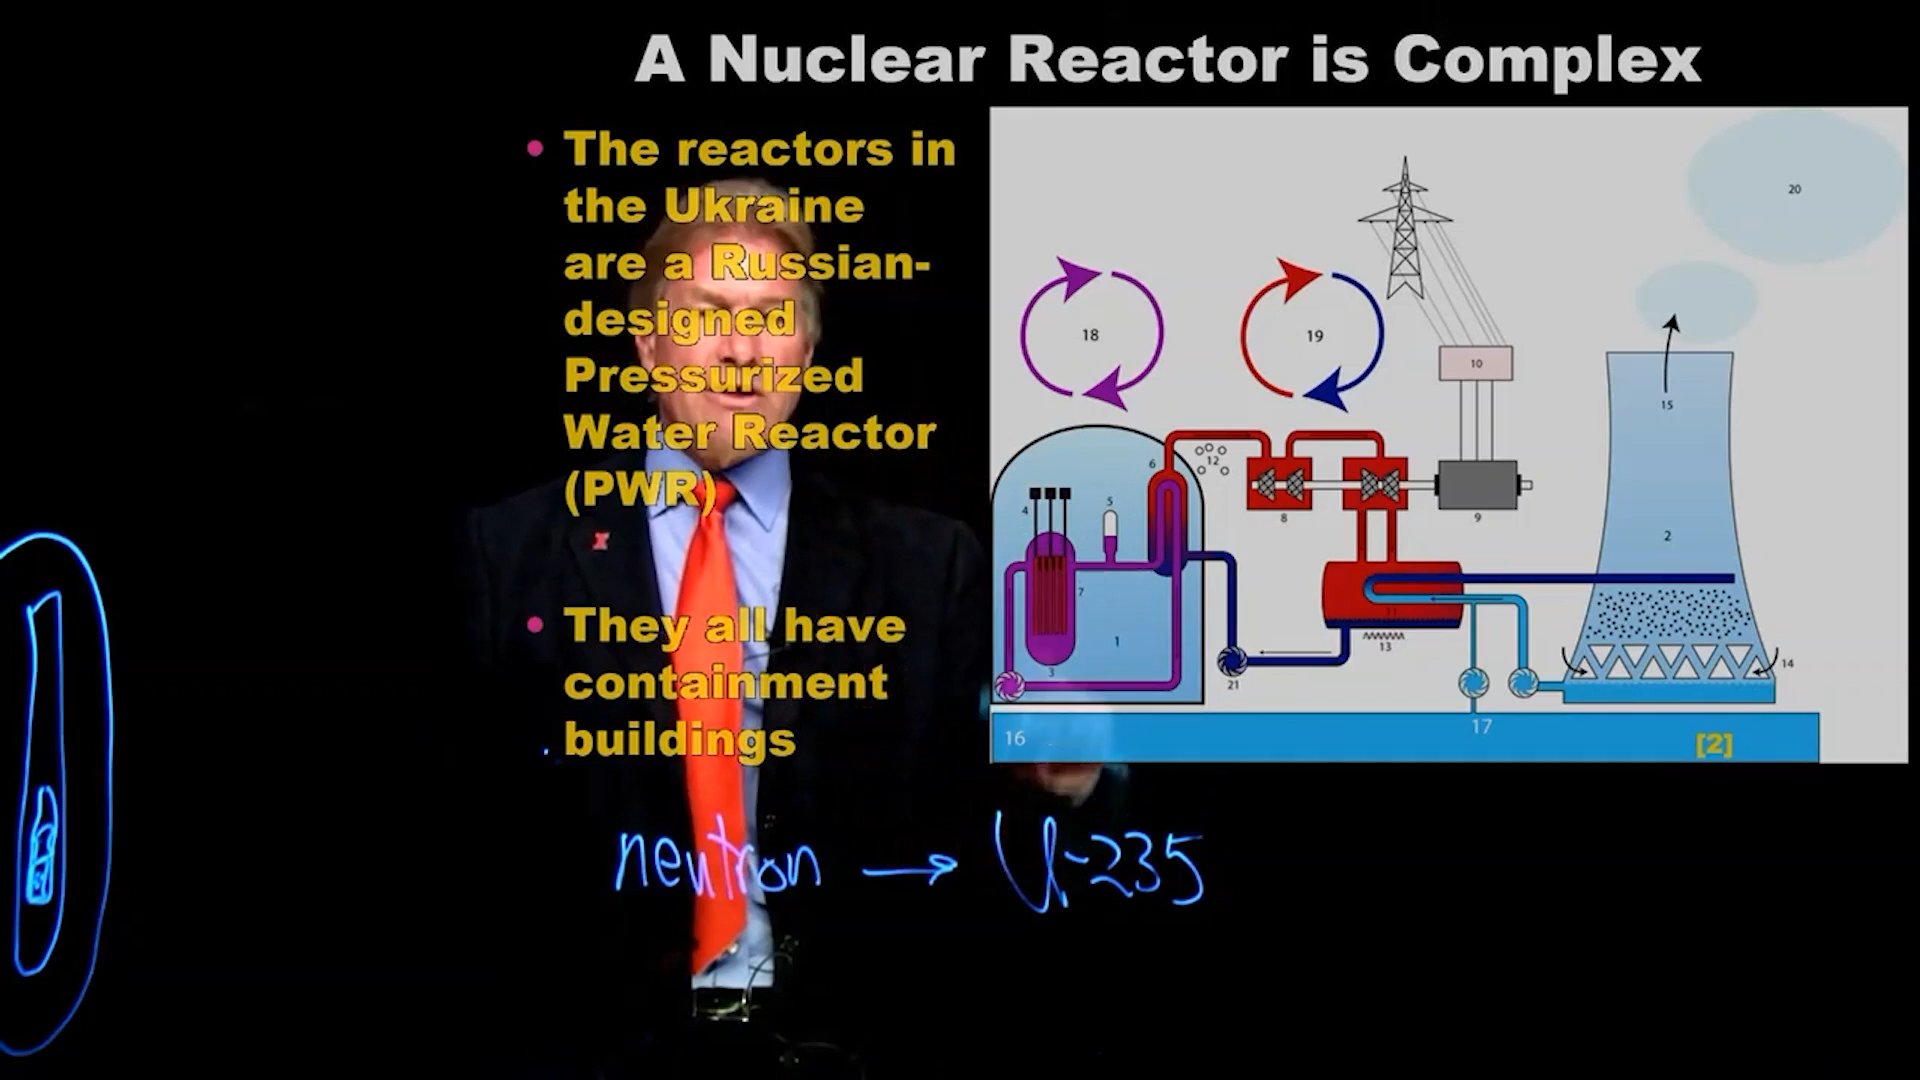 A Nuclear Reactor is Complex
• The reactors in
the Ukraine
are a Russian-
designed
Pressurized
Water Reactor
(PWR)
• They all have
containment
buildings
20
18
19
10
15
6
12
4
5
8
9
2
7
11
1
13
3
21
14
16
17
[2]
neutron → U-235